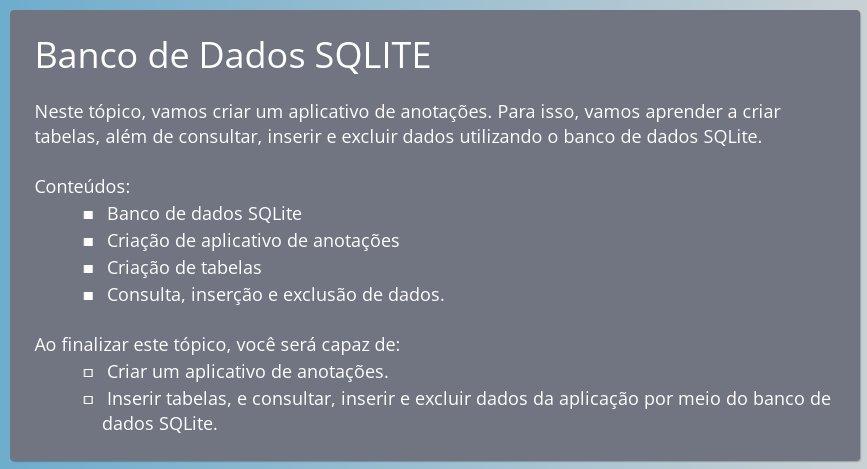 Banco de Dados SQLITE
Neste tópico, vamos criar um aplicativo de anotações. Para isso, vamos aprender a criar
tabelas, além de consultar, inserir e excluir dados utilizando o banco de dados SQLite.
Conteúdos:
Banco de dados SQLite
Criação de aplicativo de anotações
Criação de tabelas
Consulta, inserção e exclusão de dados.
Ao finalizar este tópico, você será capaz de:
Criar um aplicativo de anotações.
Inserir tabelas, e consultar, inserir e excluir dados da aplicação por meio do banco de
dados SQLite.